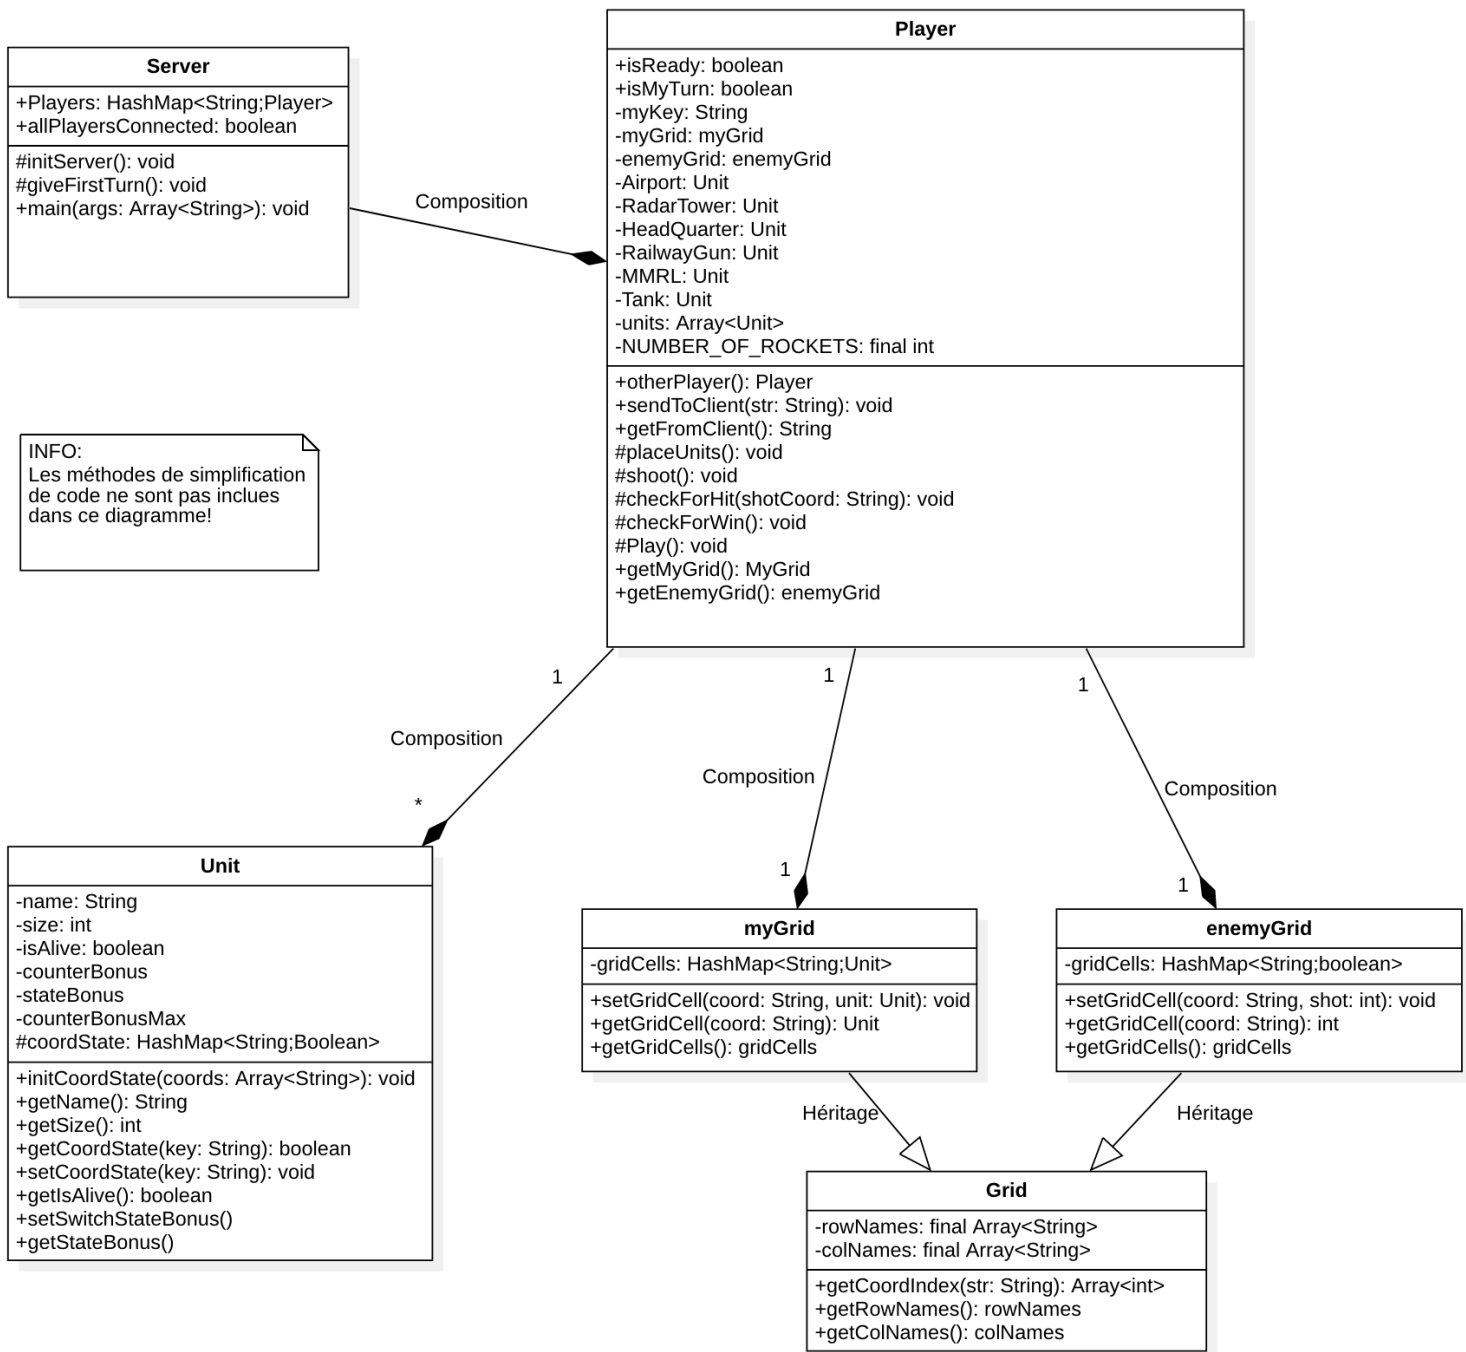 Server
+Players: HashMap<String;Player>
+allPlayersConnected: boolean
#initServer(): void
#giveFirstTurn(): void
+main(args: Array<String>): void
Composition
Player
+isReady: boolean
+isMyTurn: boolean
-myKey: String
-myGrid: myGrid
-enemyGrid: enemyGrid
-Airport: Unit
-RadarTower: Unit
-HeadQuarter: Unit
-RailwayGun: Unit
-MMRL: Unit
-Tank: Unit
-units: Array<Unit>
-NUMBER_OF_ROCKETS: final int
+otherPlayer(): Player
+sendToClient(str: String): void
+getFromClient(): String
#placeUnits(): void
#shoot(): void
#checkForHit(shotCoord: String): void
#checkForWin(): void
#Play(): void
+getMyGrid(): MyGrid
+getEnemyGrid(): enemyGrid
INFO:
Les méthodes de simplification
de code ne sont pas inclues
dans ce diagramme!
1
Composition
*
1
Composition
1
1
Composition
1
Unit
-name: String
-size: int
-isAlive: boolean
-counterBonus
-stateBonus
-counterBonusMax
#coordState: HashMap<String;Boolean>
+initCoordState(coords: Array<String>): void
+getName(): String
+getSize(): int
+getCoordState(key: String): boolean
+setCoordState(key: String): void
+getIsAlive(): boolean
+setSwitchStateBonus()
+getStateBonus()
myGrid
-gridCells: HashMap<String;Unit>
+setGridCell(coord: String, unit: Unit): void
+getGridCell(coord: String): Unit
+getGridCells(): gridCells
enemyGrid
-gridCells: HashMap<String;boolean>
+setGridCell(coord: String, shot: int): void
+getGridCell(coord: String): int
+getGridCells(): gridCells
Héritage
Héritage
Grid
-rowNames: final Array<String>
-colNames: final Array<String>
+getCoordIndex(str: String): Array<int>
+getRowNames(): rowNames
+getColNames(): colNames